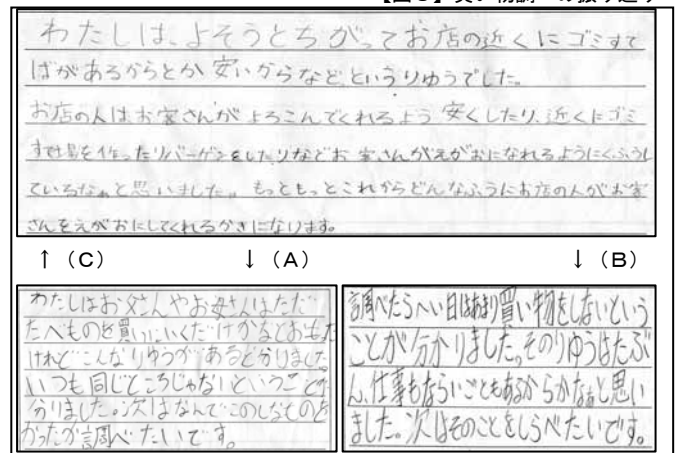 わたしは、よそうとちがってお店の近くにゴミすて
ばがあるからとか安いからなどというりゆうでした。
お店の人はお客さんがよろこんでくれるよう安くしたり、近くにゴミ
すて場を作ったりバーゲンをしたりなどお客さんがえがおになれるようにくふうし
ているなぁと思いました。もっともっとこれからどんなふうにお店の人がお客
さんをえがおにしてくれるかきになります。
↑（C） ↓（A） ↓（B）
わたしはお父さんやお母さんはただ
たべものを買いにいくだけかなとおもた
けれどこんなりゆうがあるとかりました
いつも同じところじゃないということが
分りました。次はなんでこのしなものを
かったか調べたいです。
調べたらへい日はあまり買い物をしないという
ことが分かりました。そのりゆうはたぶ
ん、仕事もならいごともあるからかなぁと思い
ました。次はそのことをしらべたいです。